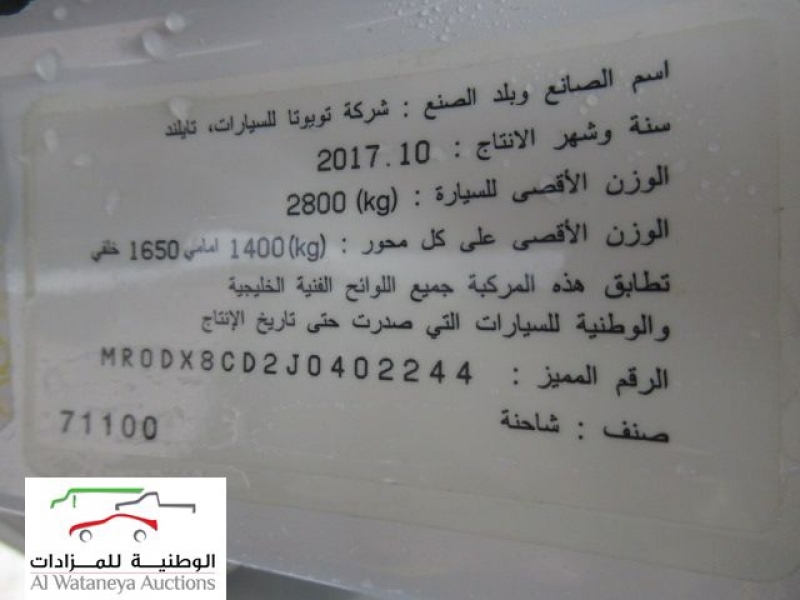 اسم الصانع وبلد الصنع : شركة تويوتا للسيارات، تايلند
سنة وشهر الانتاج : 2017.10
الوزن الأقصى للسيارة : 2800 (kg)
الوزن الأقصى على كل محور : 1400(kg) امامي 1650 خلفي
تطابق هذه المركبة جميع اللوائح الفنية الخليجية
والوطنية للسيارات التي صدرت حتى تاريخ الإنتاج
الرقم المميز : MR0DX8CD2J0402244
صنف : شاحنة 71100
الوطنية للمزادات
Al Wataneya Auctions